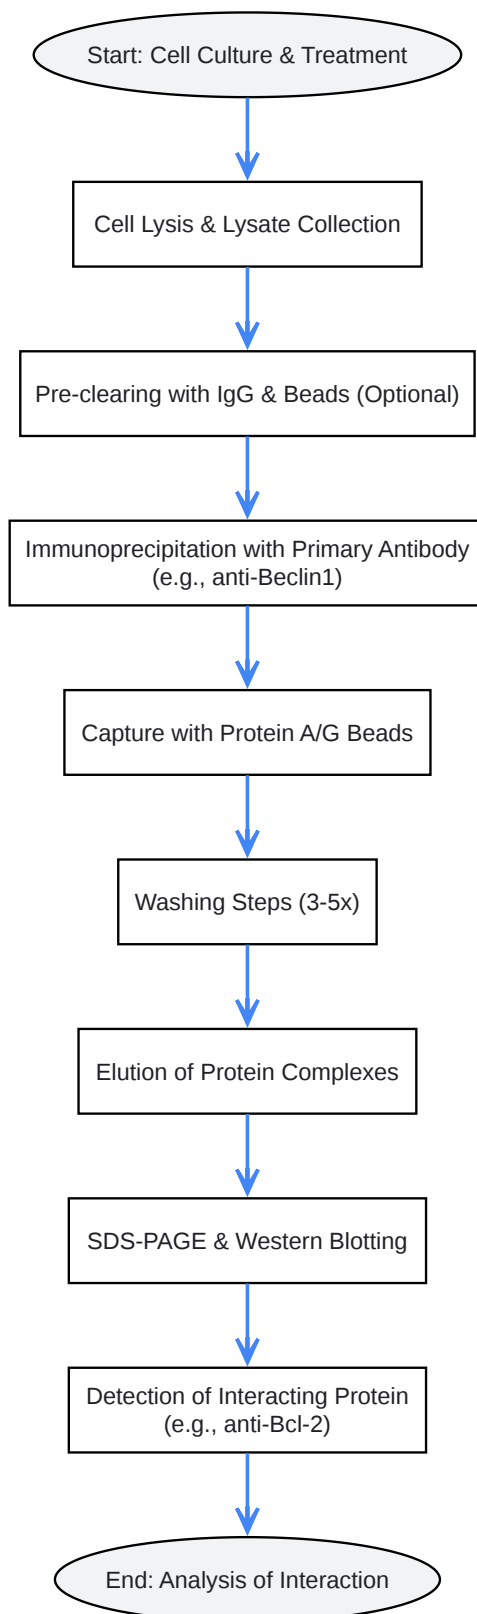 Start: Cell Culture & Treatment
Cell Lysis & Lysate Collection
Pre-clearing with IgG & Beads (Optional)
Immunoprecipitation with Primary Antibody
(e.g., anti-Beclin1)
Capture with Protein A/G Beads
Washing Steps (3-5x)
Elution of Protein Complexes
SDS-PAGE & Western Blotting
Detection of Interacting Protein
(e.g., anti-Bcl-2)
End: Analysis of Interaction